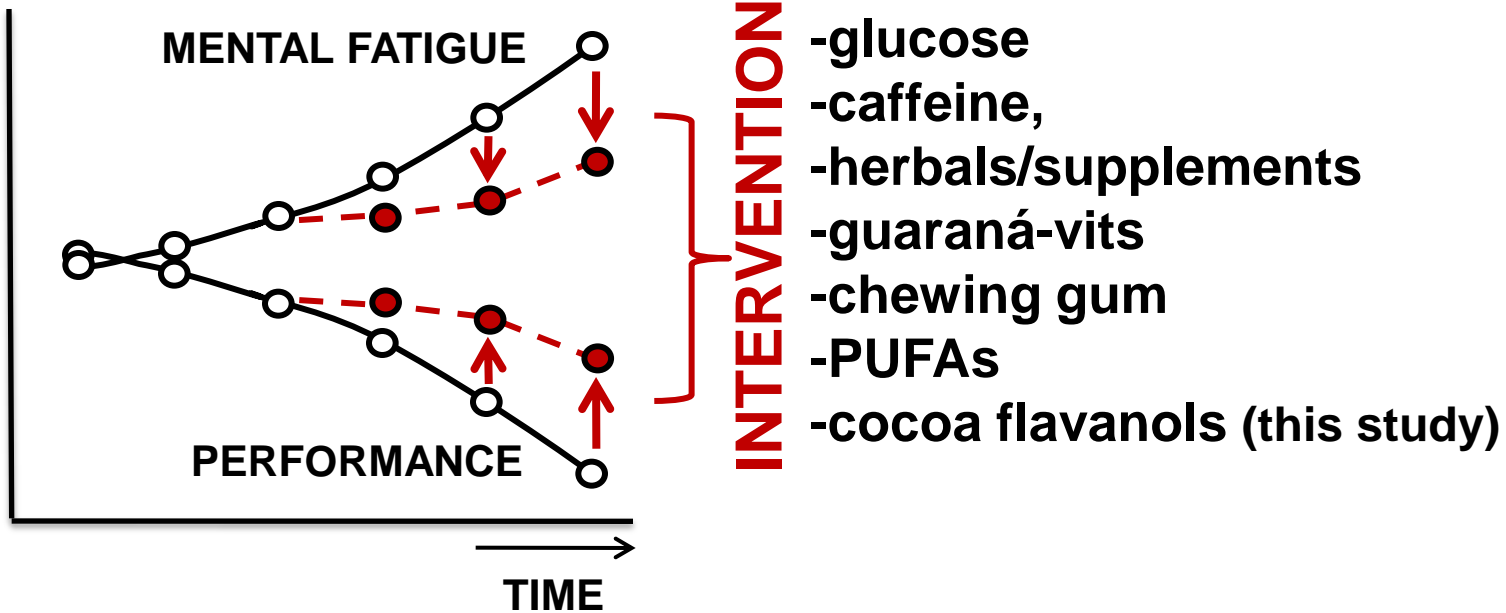 MENTAL FATIGUE
PERFORMANCE
TIME
INTERVENTION
-glucose
-caffeine,
-herbals/supplements
-guaraná-vits
-chewing gum
-PUFAs
-cocoa flavanols (this study)